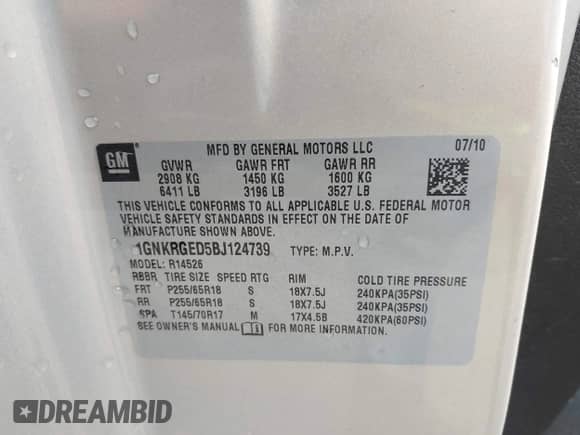 GM
MFD BY GENERAL MOTORS LLC 07/10
GVWR GAWR FRT GAWR RR
2908 KG 1450 KG 1600 KG
6411 LB 3196 LB 3527 LB
THIS VEHICLE CONFORMS TO ALL APPLICABLE U.S. FEDERAL MOTOR
VEHICLE SAFETY STANDARDS IN EFFECT ON THE DATE OF
MANUFACTURE SHOWN ABOVE.
1GNKRGED5BJ124739 TYPE: M.P.V.
MODEL: R14526
RBBR TIRE SIZE SPEED RTG RIM COLD TIRE PRESSURE
FRT P255/65R18 S 18X7.5J 240KPA(35PSI)
RR P255/65R18 S 18X7.5J 240KPA(35PSI)
SPA T145/70R17 M 17X4.5B 420KPA(60PSI)
SEE OWNER'S MANUAL FOR MORE INFORMATION.
DREAMBID